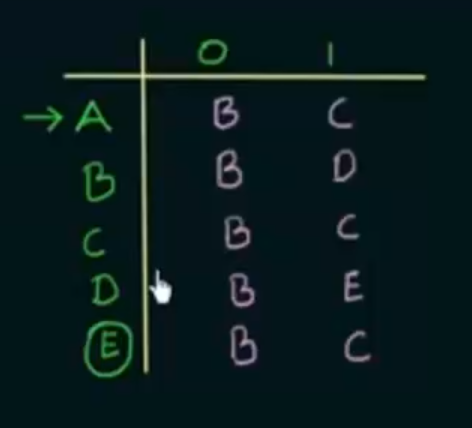 0 1
→ A B C
B B D
C B C
D B E
E B C